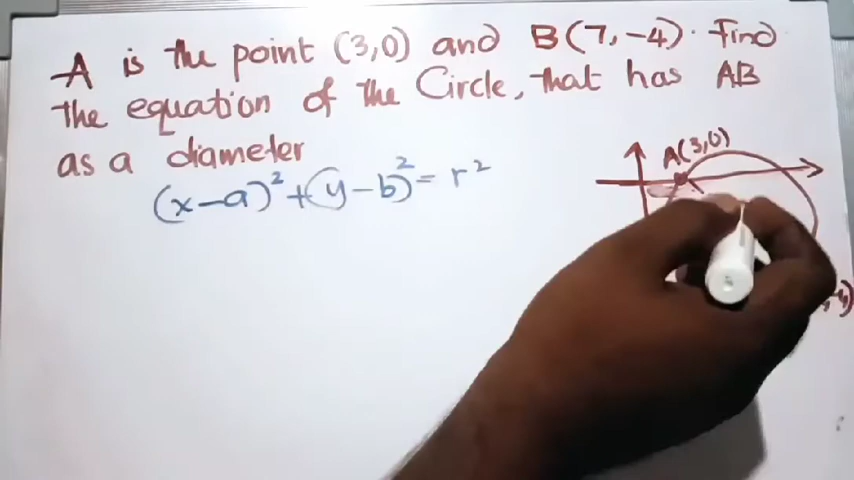 A is the point (3,0) and B(7,-4). Find
the equation of the Circle, that has AB
as a diameter
A(3,0)
(x-a)²+(y-b)²=r²